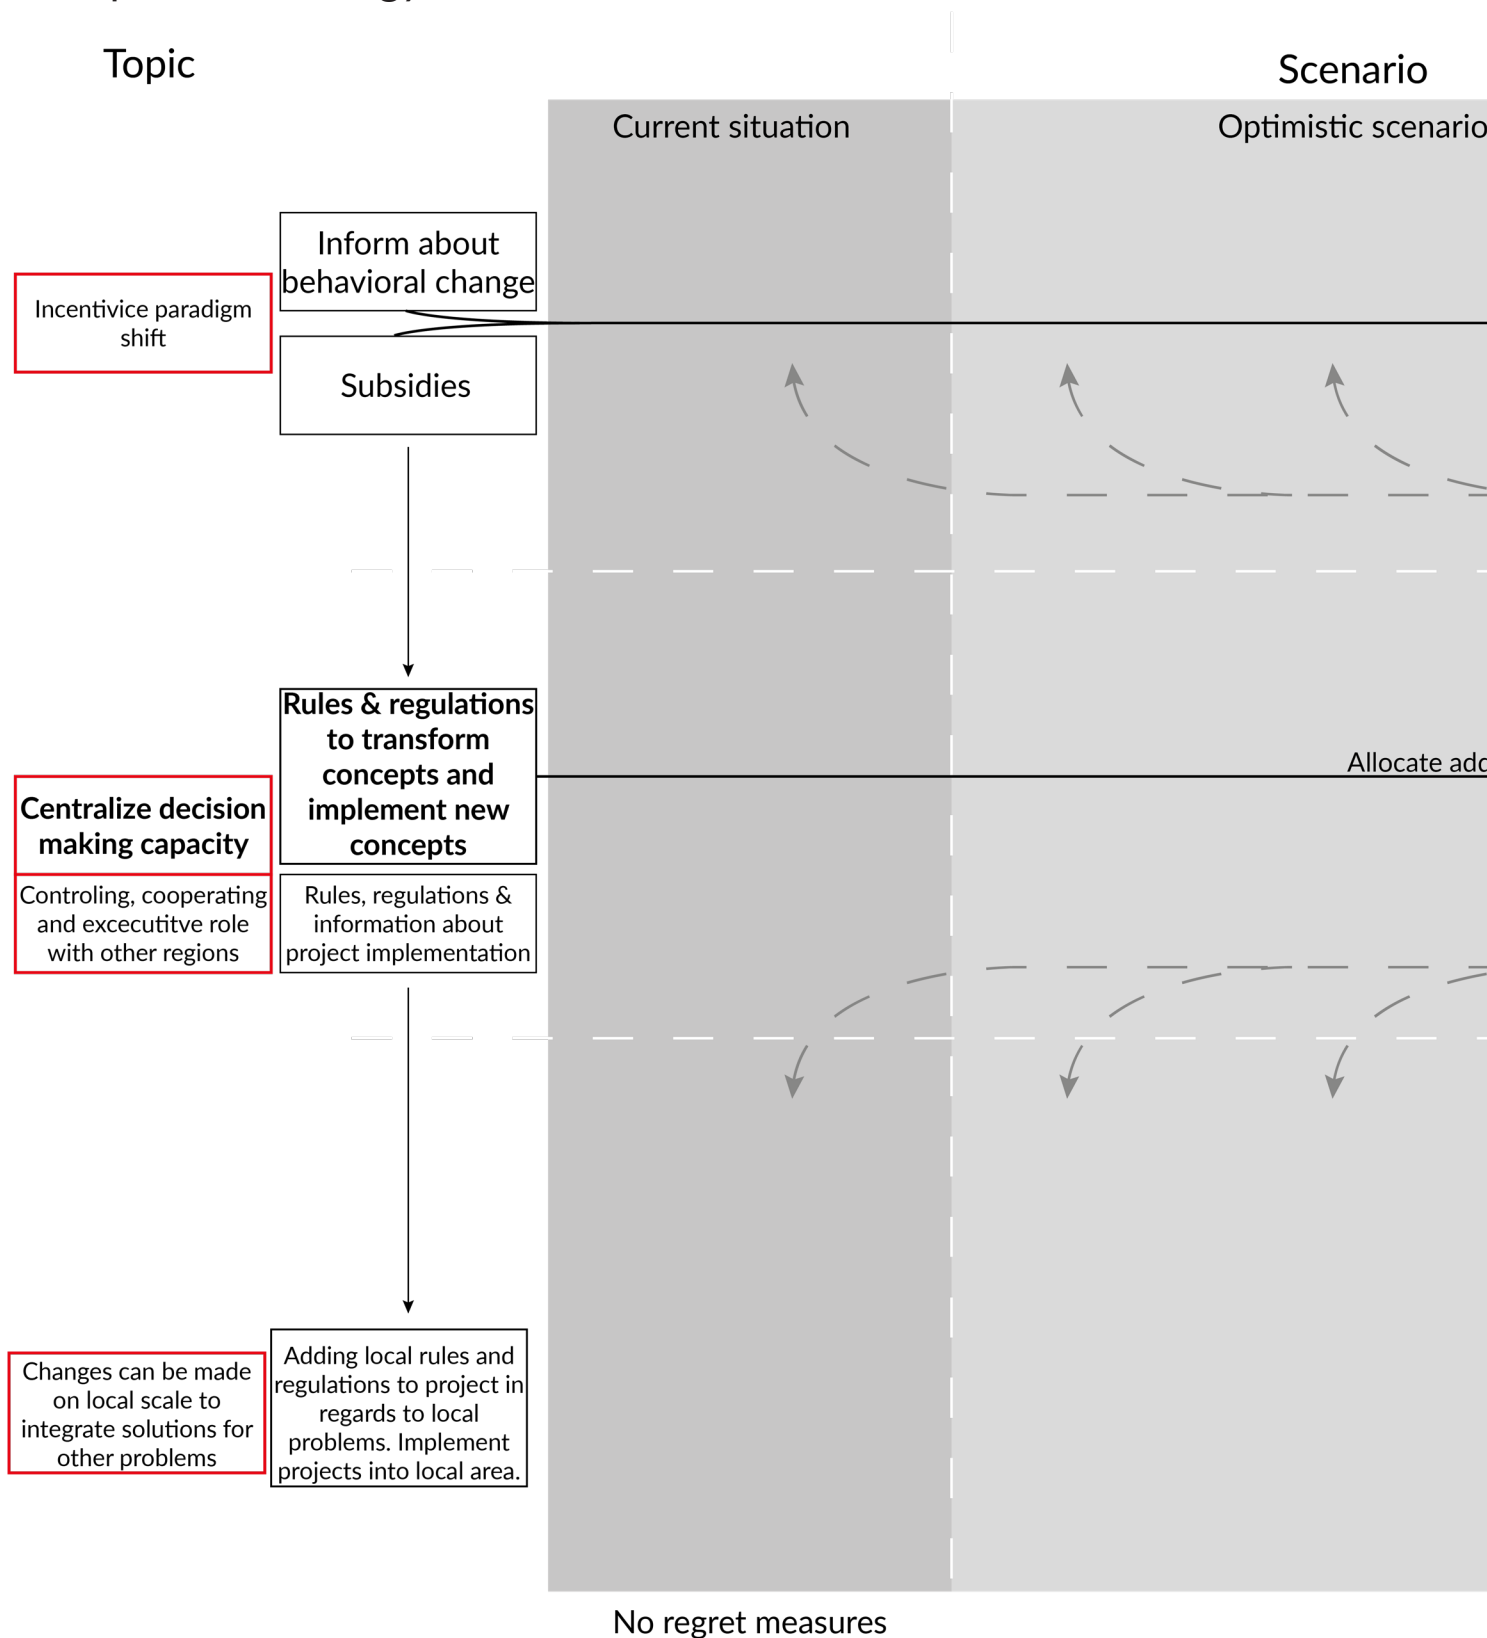 Topic
Scenario
Current situation
Optimistic scenario
Inform about
behavioral change
Incentivice paradigm
shift
Subsidies
Rules & regulations
to transform
concepts and
implement new
concepts
Allocate
Centralize decision
making capacity
Controling, cooperating
and excecutitve role
with other regions
Rules, regulations &
information about
project implementation
Changes can be made
on local scale to
integrate solutions for
other problems
Adding local rules and
regulations to project in
regards to local
problems. Implement
projects into local area.
No regret measures